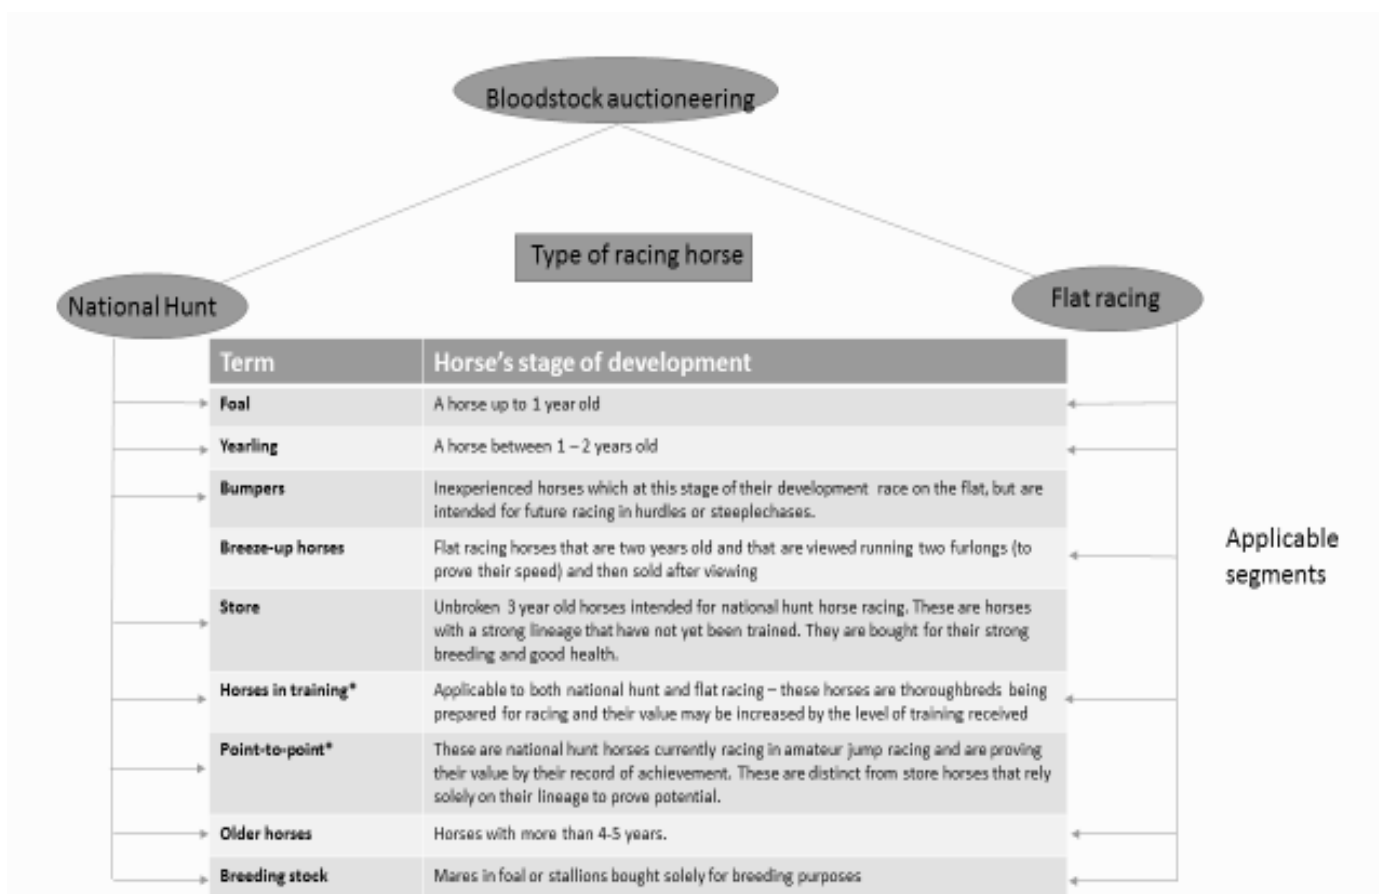 Bloodstock auctioneering
Type of racing horse
National Hunt
Flat racing
Term Horse's stage of development
Foal A horse up to 1 year old
Yearling A horse between 1 – 2 years old
Bumpers Inexperienced horses which at this stage of their development race on the flat, but are
intended for future racing in hurdles or steeplechases.
Breeze-up horses Flat racing horses that are two years old and that are viewed running two furlongs (to
prove their speed) and then sold after viewing
Applicable
segments
Store Unbroken 3 year old horses intended for national hunt horse racing. These are horses
with a strong lineage that have not yet been trained. They are bought for their strong
breeding and good health.
Horses in training* Applicable to both national hunt and flat racing – these horses are thoroughbreds being
prepared for racing and their value may be increased by the level of training received
Point-to-point* These are national hunt horses currently racing in amateur jump racing and are proving
their value by their record of achievement. These are distinct from store horses that rely
solely on their lineage to prove potential.
Older horses Horses with more than 4-5 years.
Breeding stock Mares in foal or stallions bought solely for breeding purposes